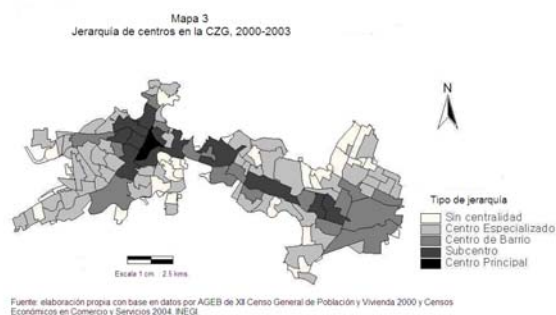 Mapa 3
Jerarquía de centros en la CZG, 2000-2003
N
Tipo de jerarquía
Sin centralidad
Centro Especializado
Centro de Barrio
Subcentro
Centro Principal
Escala 1 cm : 2.5 kms.
Fuente: elaboración propia con base en datos por AGEB de XII Censo General de Población y Vivienda 2000 y Censos
Económicos en Comercio y Servicios 2004. INEGI